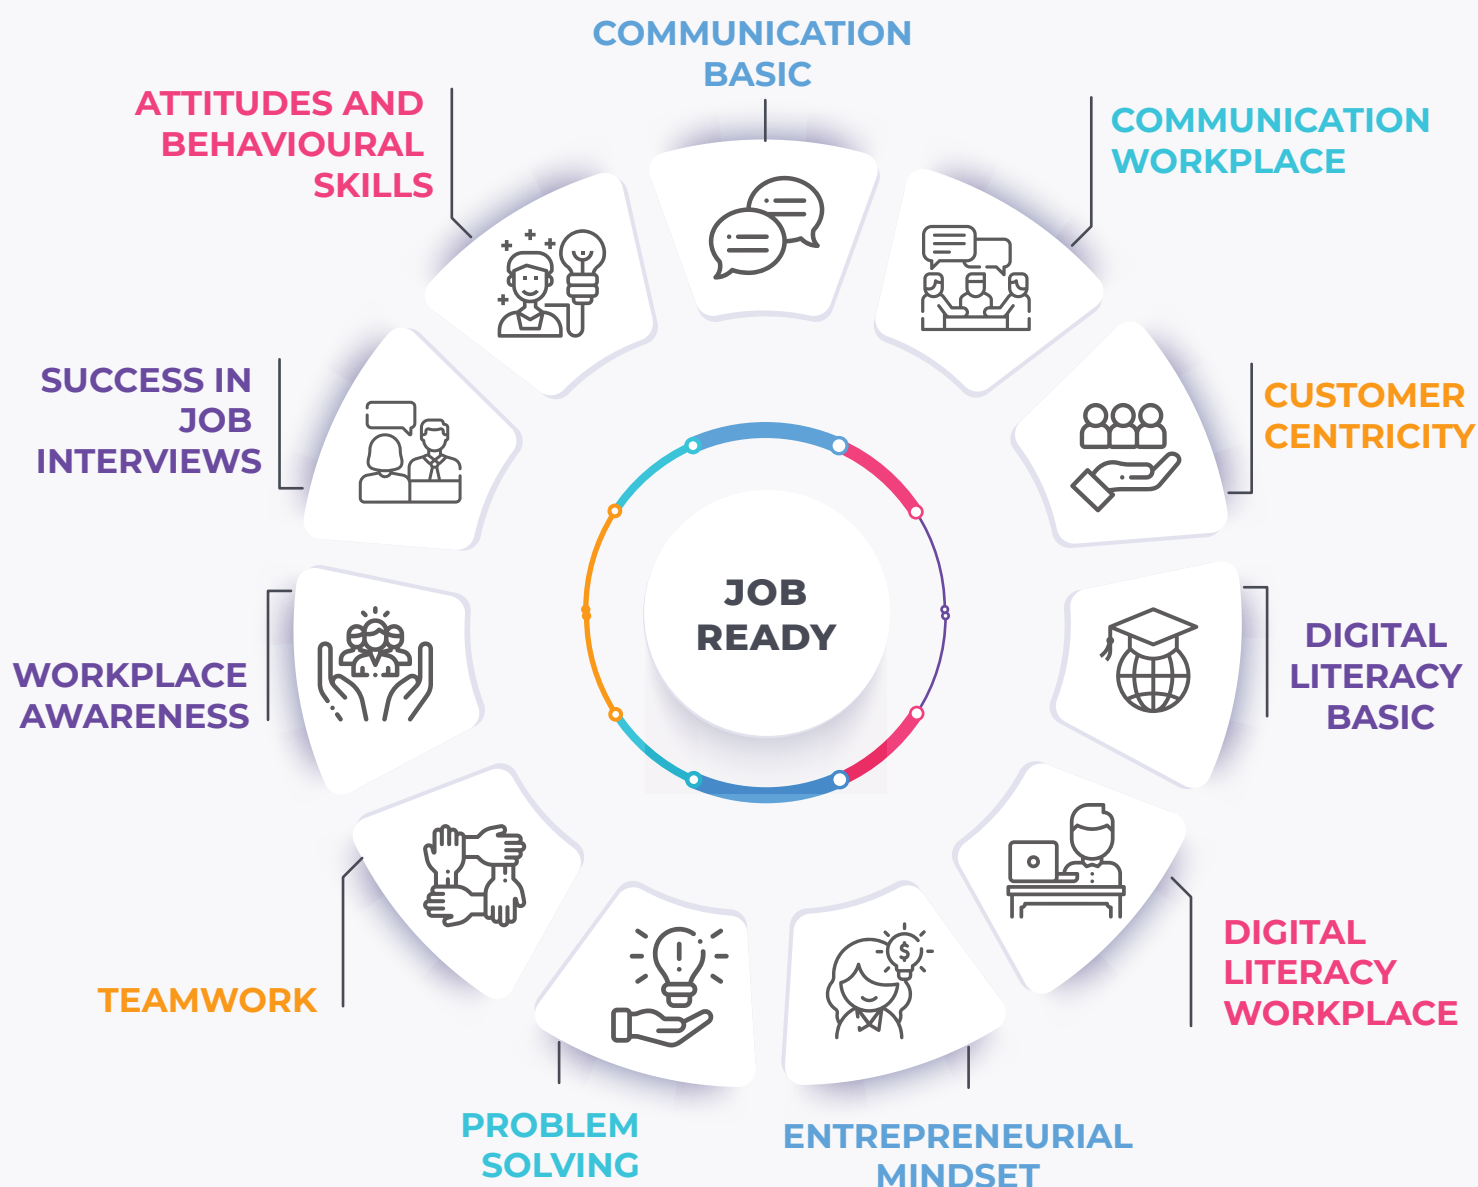 COMMUNICATION
BASIC
COMMUNICATION
WORKPLACE
CUSTOMER
CENTRICITY
DIGITAL
LITERACY
BASIC
DIGITAL
LITERACY
WORKPLACE
ENTREPRENEURIAL
MINDSET
PROBLEM
SOLVING
TEAMWORK
WORKPLACE
AWARENESS
SUCCESS IN
JOB
INTERVIEWS
ATTITUDES AND
BEHAVIOURAL
SKILLS
JOB
READY